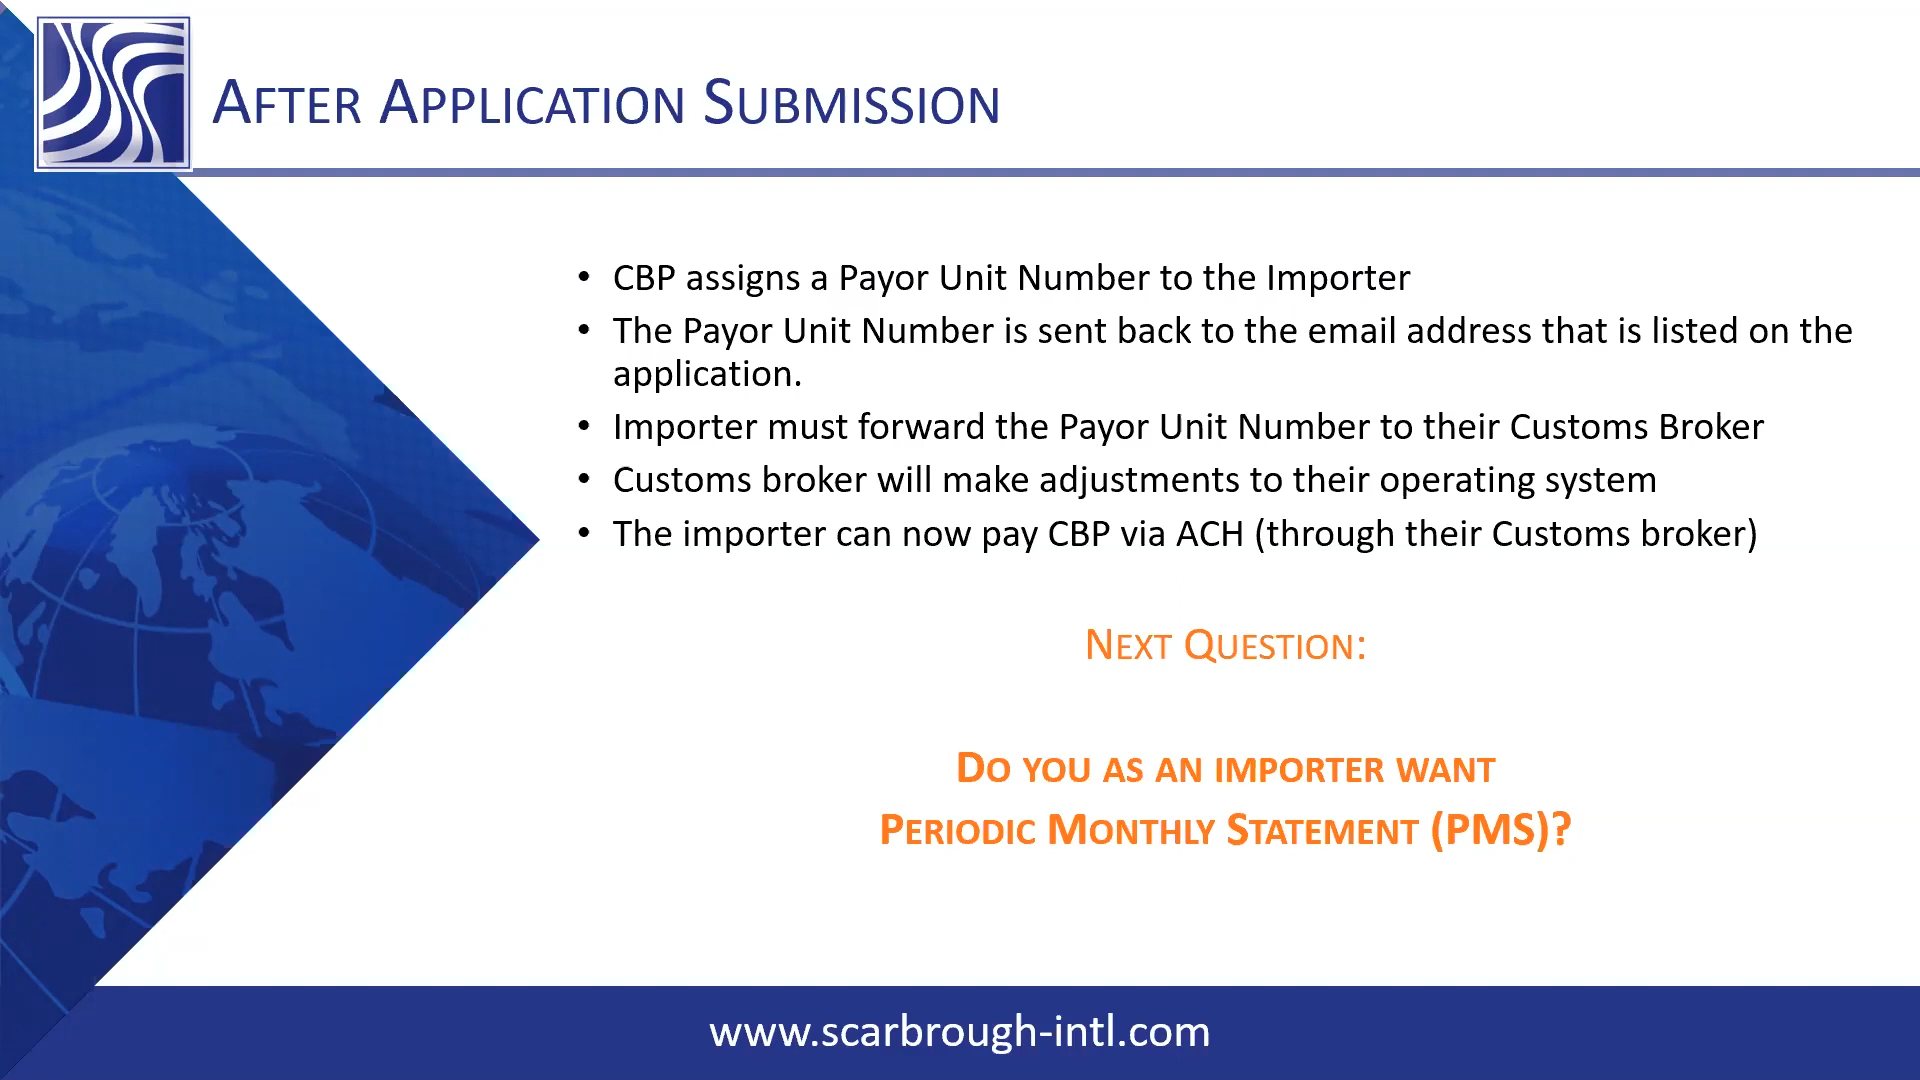 After Application Submission
• CBP assigns a Payor Unit Number to the Importer
• The Payor Unit Number is sent back to the email address that is listed on the
application.
• Importer must forward the Payor Unit Number to their Customs Broker
• Customs broker will make adjustments to their operating system
• The importer can now pay CBP via ACH (through their Customs broker)
Next Question:
Do you as an importer want
Periodic Monthly Statement (PMS)?
www.scarbrough-intl.com